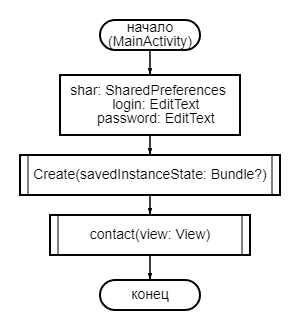 начало
(MainActivity)
shar: SharedPreferences
login: EditText
password: EditText
Create(savedInstanceState: Bundle?)
contact(view: View)
конец